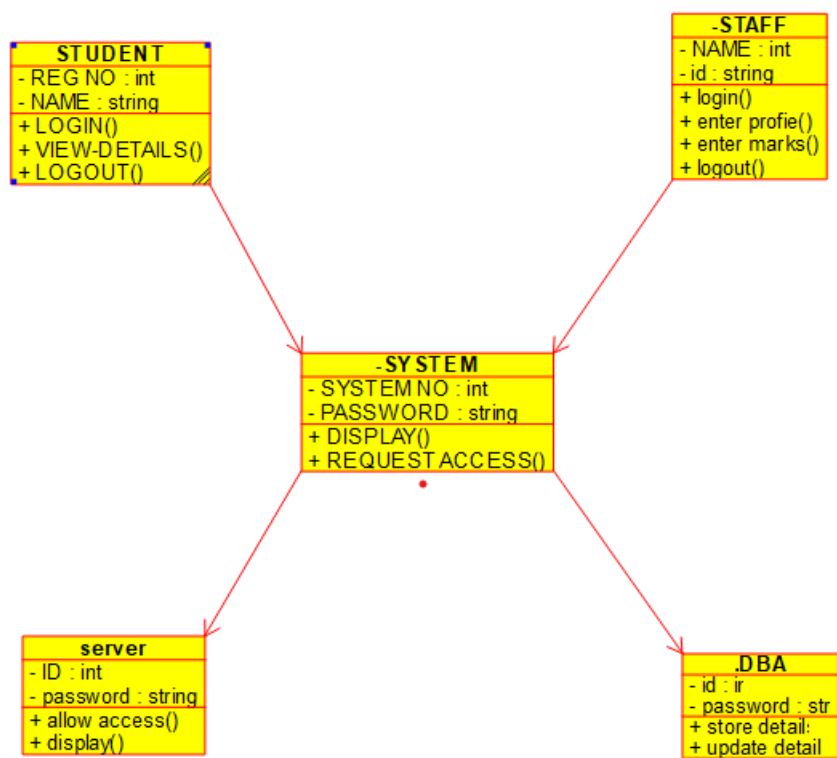 STUDENT
- REG NO : int
- NAME : string
+ LOGIN()
+ VIEW-DETAILS()
+ LOGOUT()
-STAFF
- NAME : int
- id : string
+ login()
+ enter profie()
+ enter marks()
+ logout()
-SYSTEM
- SYSTEM NO : int
- PASSWORD : string
+ DISPLAY()
+ REQUEST ACCESS()
server
- ID : int
- password : string
+ allow access()
+ display()
.DBA
- id : ir
- password : str
+ store detail
+ update detail